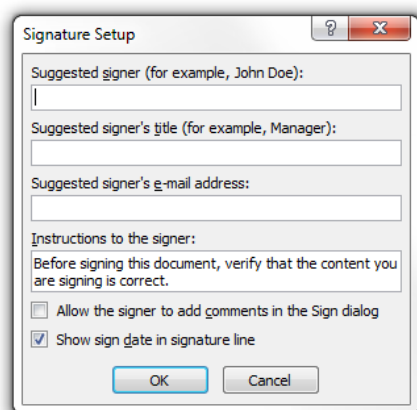 Signature Setup
Suggested signer (for example, John Doe):
Suggested signer's title (for example, Manager):
Suggested signer's e-mail address:
Instructions to the signer:
Before signing this document, verify that the content you
are signing is correct.
Allow the signer to add comments in the Sign dialog
Show sign date in signature line
OK Cancel